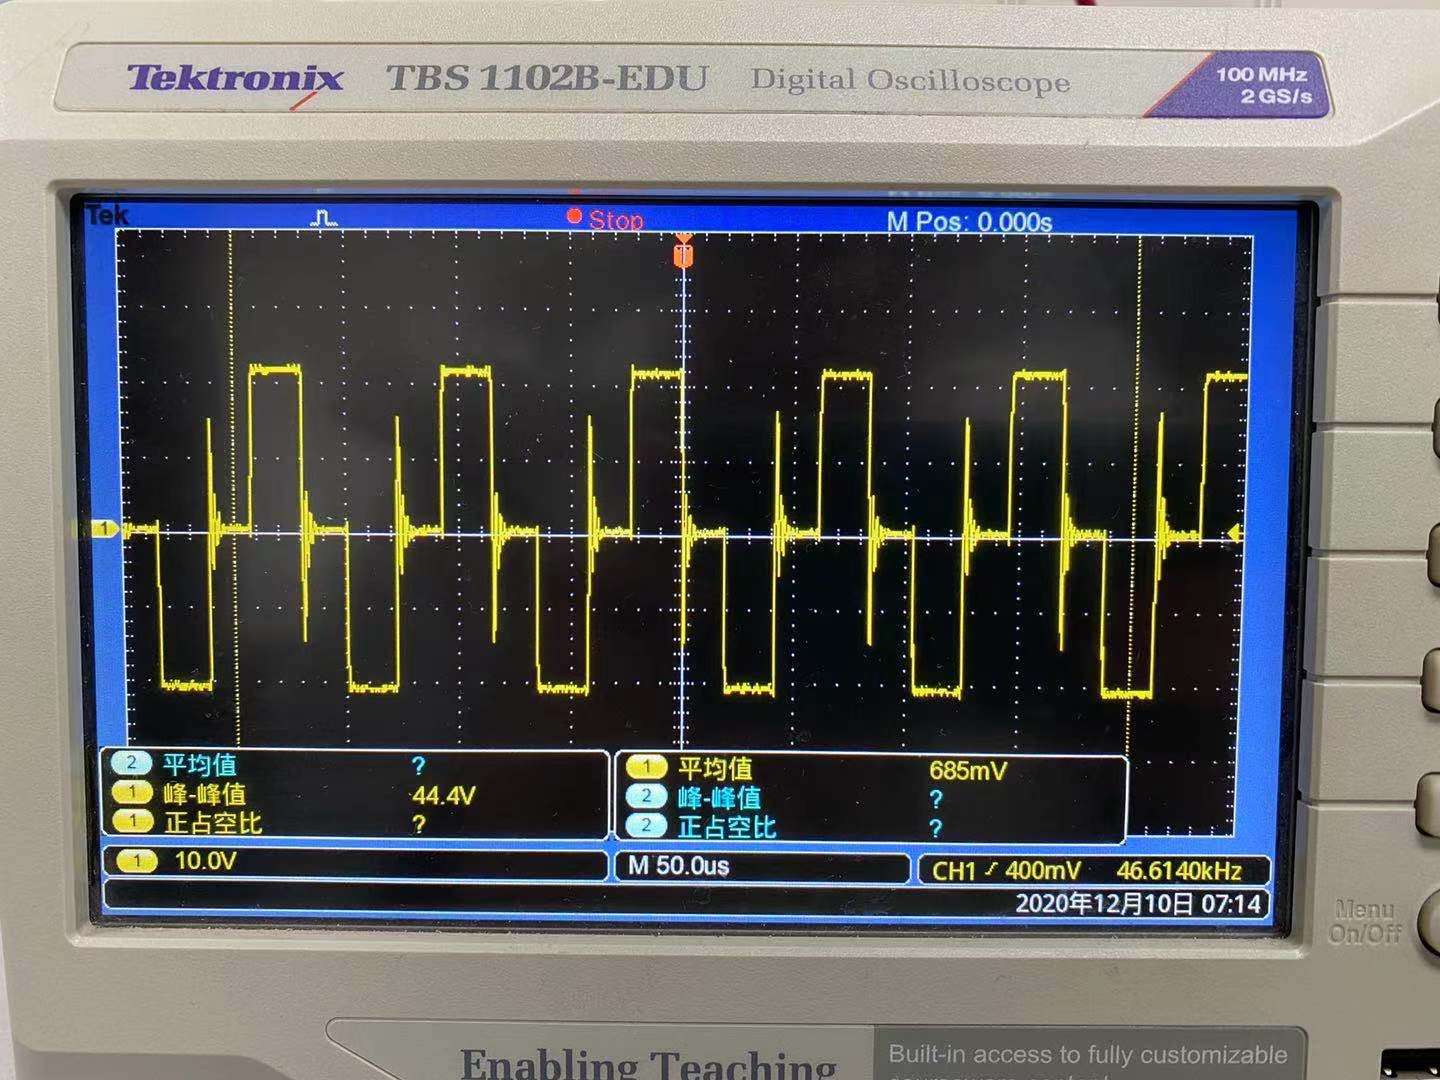 Tektronix TBS 1102B-EDU Digital Oscilloscope 100 MHz
2 GS/s
Tek Stop M Pos: 0.000s
T
1
2 平均值 ? 1 平均值 685mV
1 峰-峰值 44.4V 2 峰-峰值 ?
1 正占空比 ? 2 正占空比 ?
1 10.0V M 50.0us CH1 400mV 46.6140kHz
2020年12月10日 07:14
Menu
On/Off
Enabling Teaching Built-in access to fully customizable